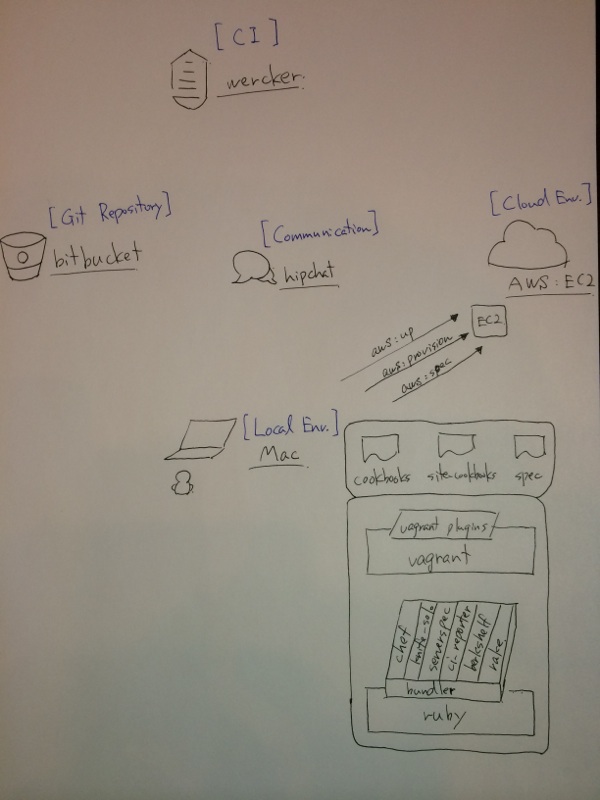 [CI]
wercker
[Git Repository]
bitbucket
[Communication]
hipchat
[Cloud Env.]
AWS:EC2
EC2
aws:up
aws:provision
aws:spec
[Local Env.]
Mac
cookbooks
site-cookbooks
spec
vagrant plugins
vagrant
chef
knife-solo
serverspec
ci-reporter
berkshelf
rake
bundler
ruby